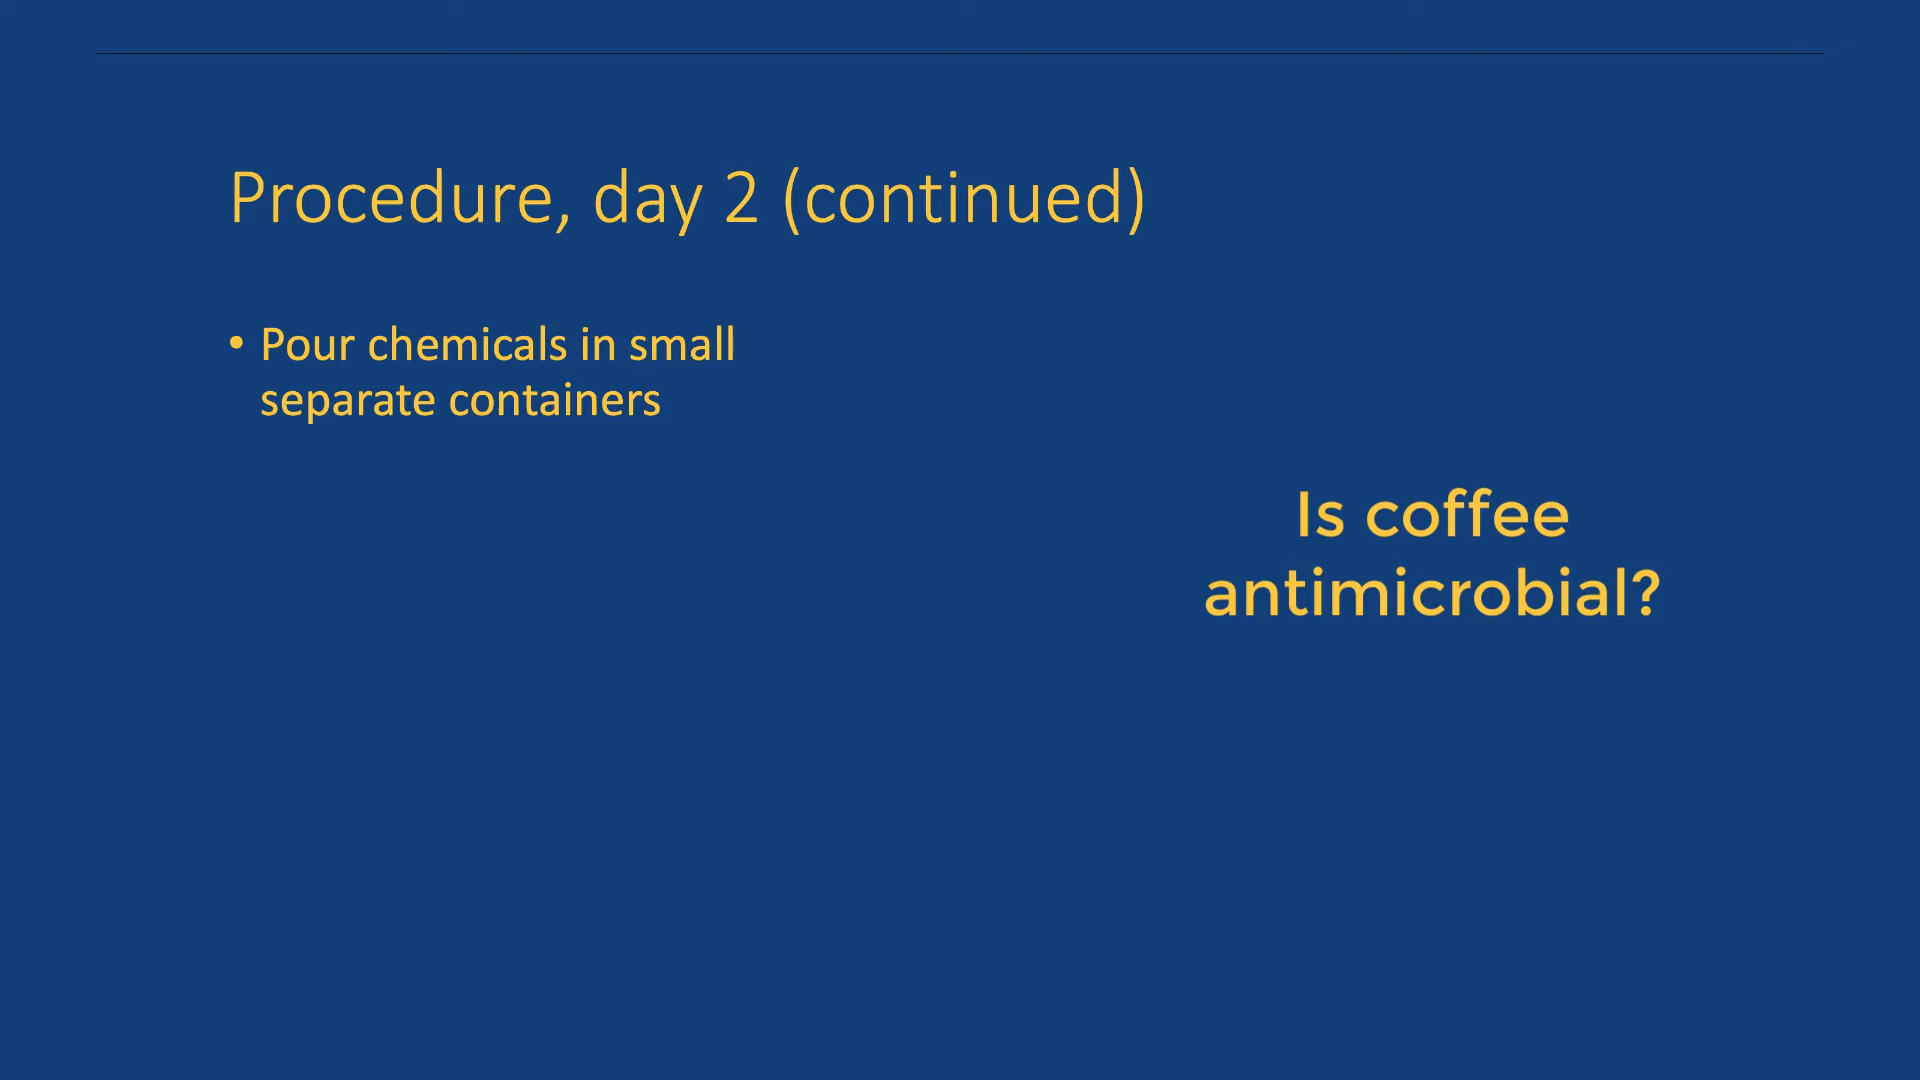 Procedure, day 2 (continued)
• Pour chemicals in small
separate containers
Is coffee
antimicrobial?